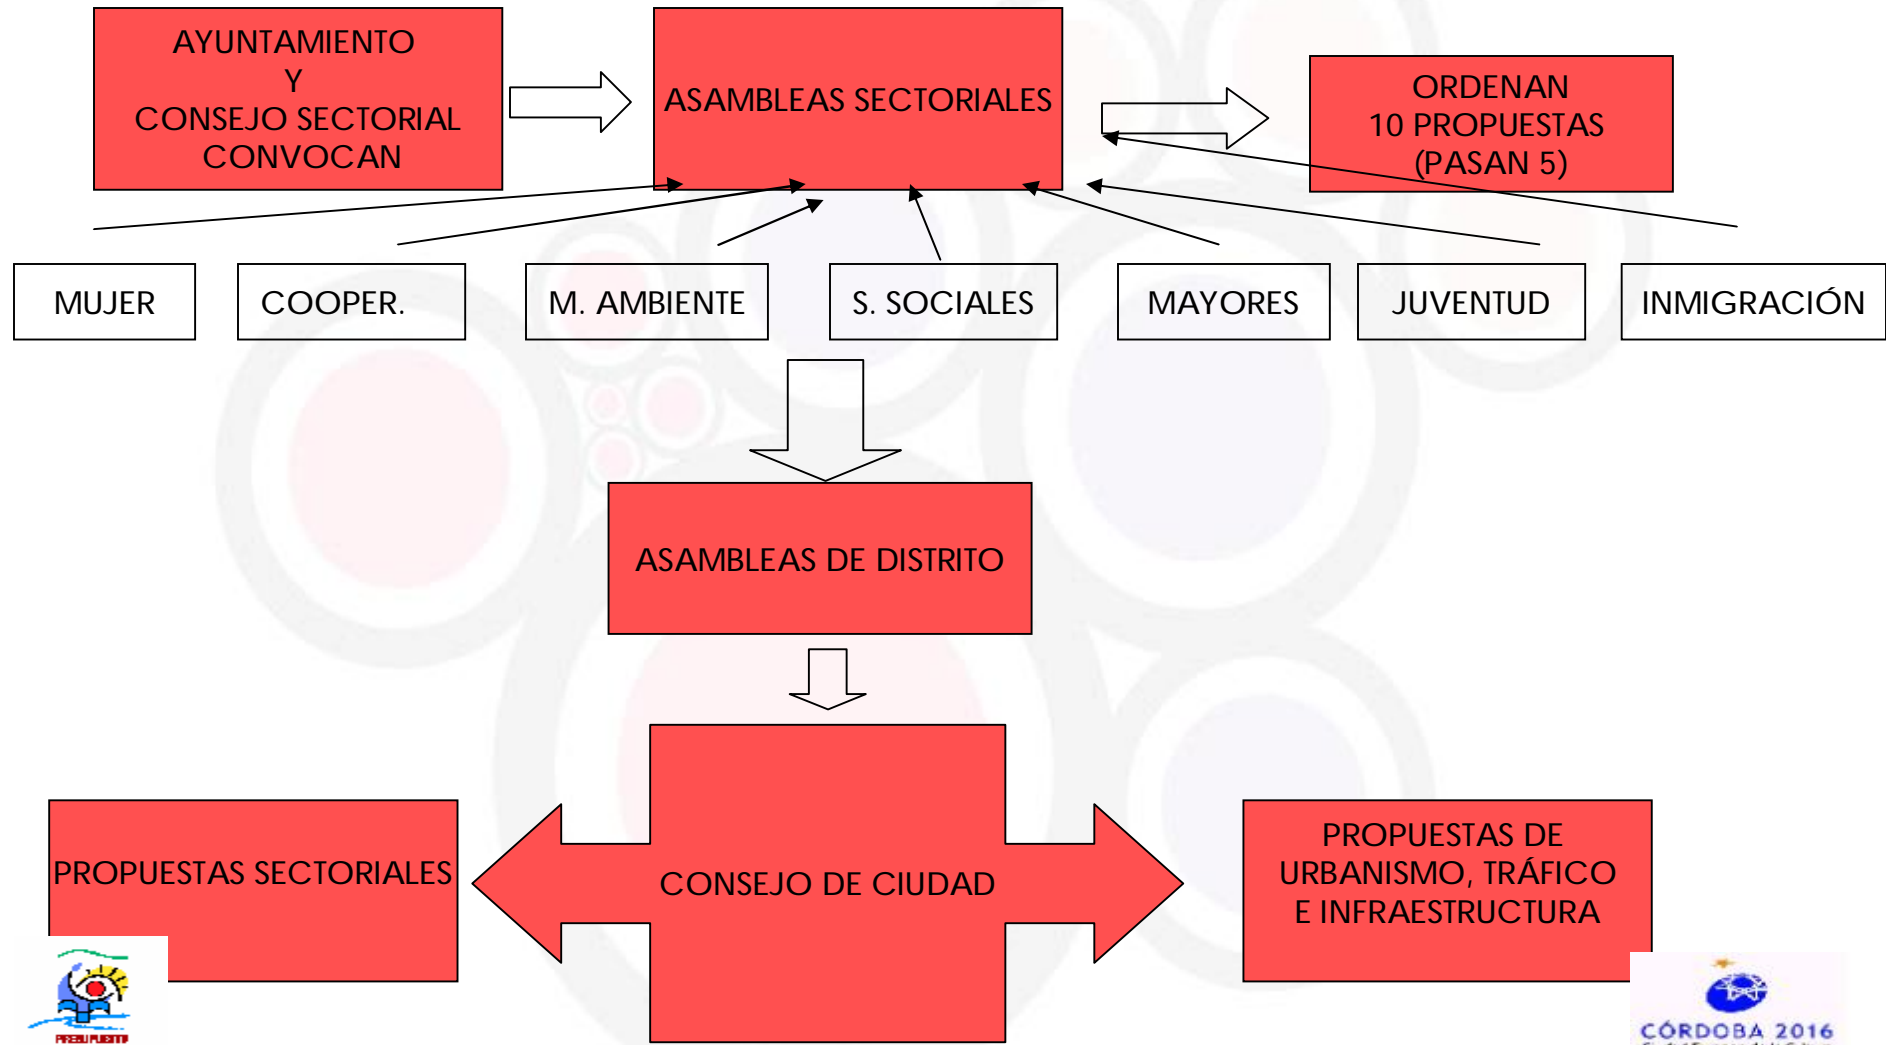 AYUNTAMIENTO
Y
CONSEJO SECTORIAL
CONVOCAN
ASAMBLEAS SECTORIALES
ORDENAN
10 PROPUESTAS
(PASAN 5)
MUJER
COOPER.
M. AMBIENTE
S. SOCIALES
MAYORES
JUVENTUD
INMIGRACIÓN
ASAMBLEAS DE DISTRITO
PROPUESTAS SECTORIALES
CONSEJO DE CIUDAD
PROPUESTAS DE
URBANISMO, TRÁFICO
E INFRAESTRUCTURA
CÓRDOBA 2016